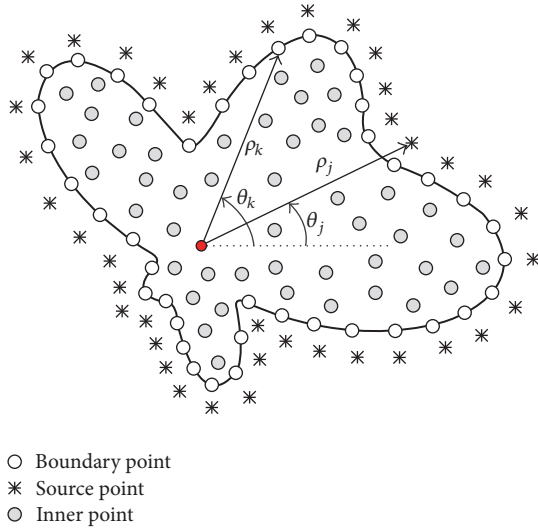 ρk
ρj
θk
θj
Boundary point
Source point
Inner point